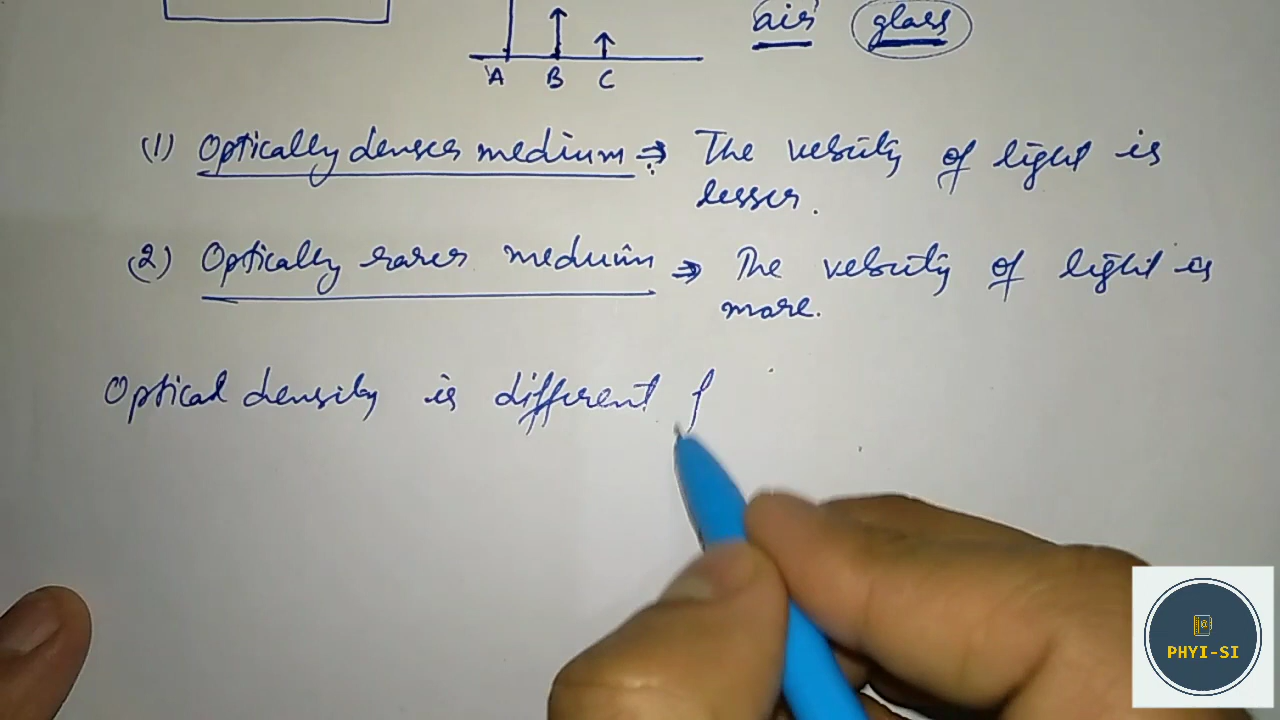 air glass
A B C
(1) Optically denser medium ⇒ The velocity of light is
lesser.
(2) Optically rarer medium ⇒ The velocity of light is
more.
Optical density is different f
PHYI-SI